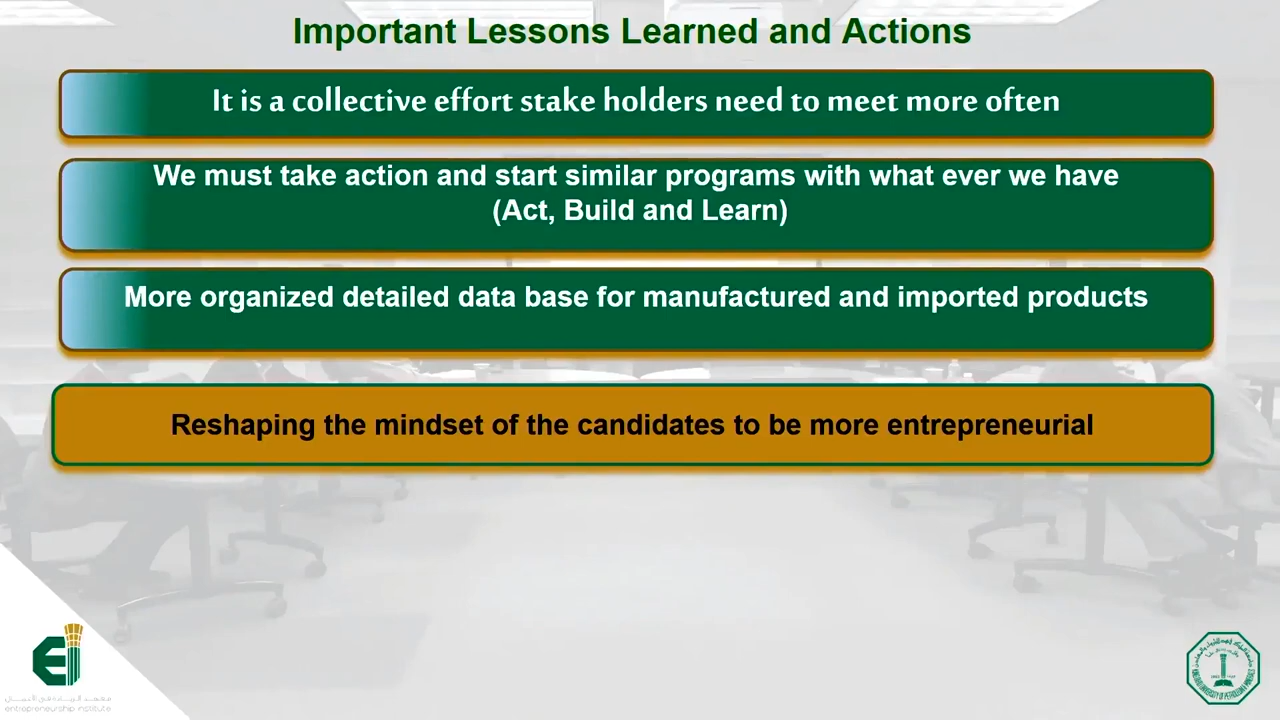 Important Lessons Learned and Actions
It is a collective effort stake holders need to meet more often
We must take action and start similar programs with what ever we have
(Act, Build and Learn)
More organized detailed data base for manufactured and imported products
Reshaping the mindset of the candidates to be more entrepreneurial
entrepreneurship institute